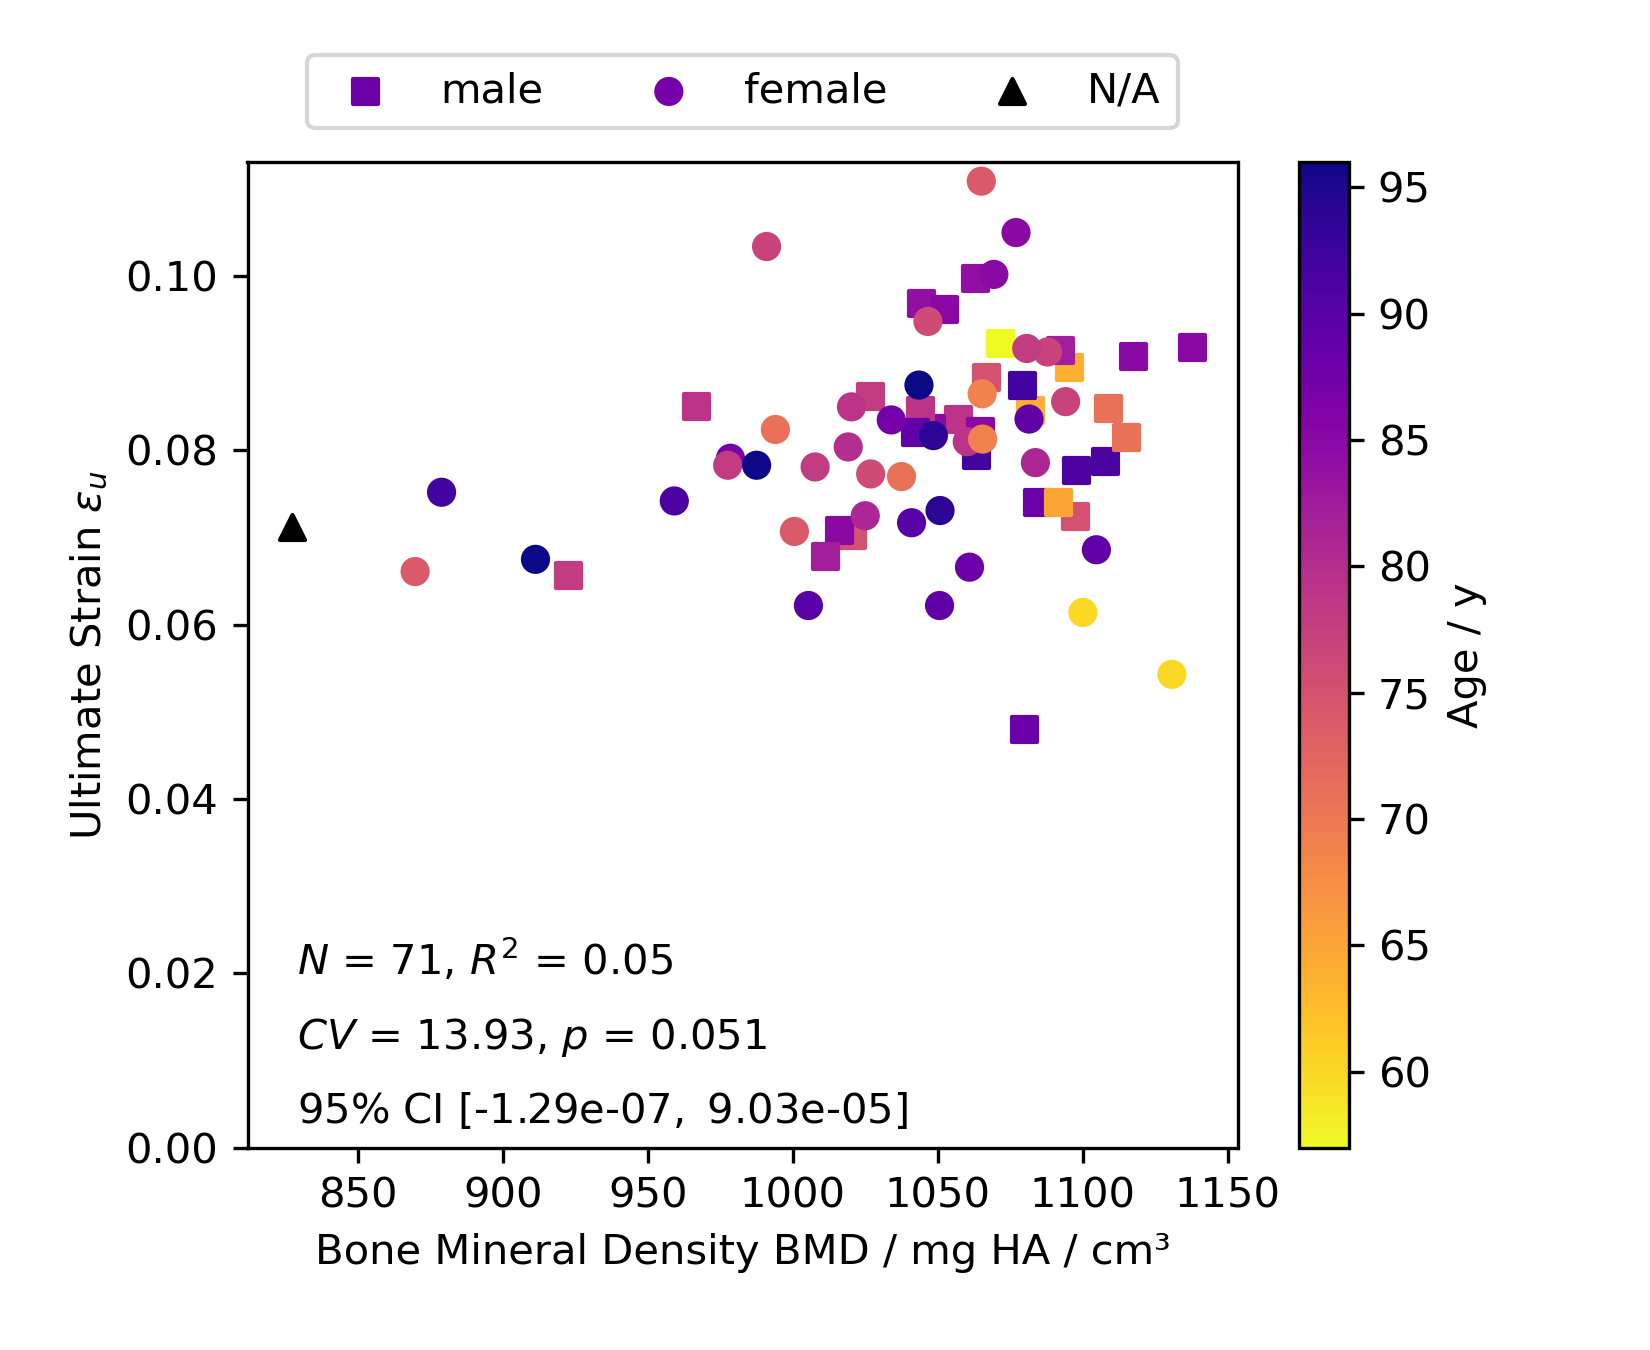 male female N/A
0.10
0.08
0.06
0.04
0.02
0.00
Ultimate Strain εᵤ
N = 71, R² = 0.05
CV = 13.93, p = 0.051
95% CI [-1.29e-07, 9.03e-05]
850 900 950 1000 1050 1100 1150
Bone Mineral Density BMD / mg HA / cm³
95
90
85
80
75
70
65
60
Age / y